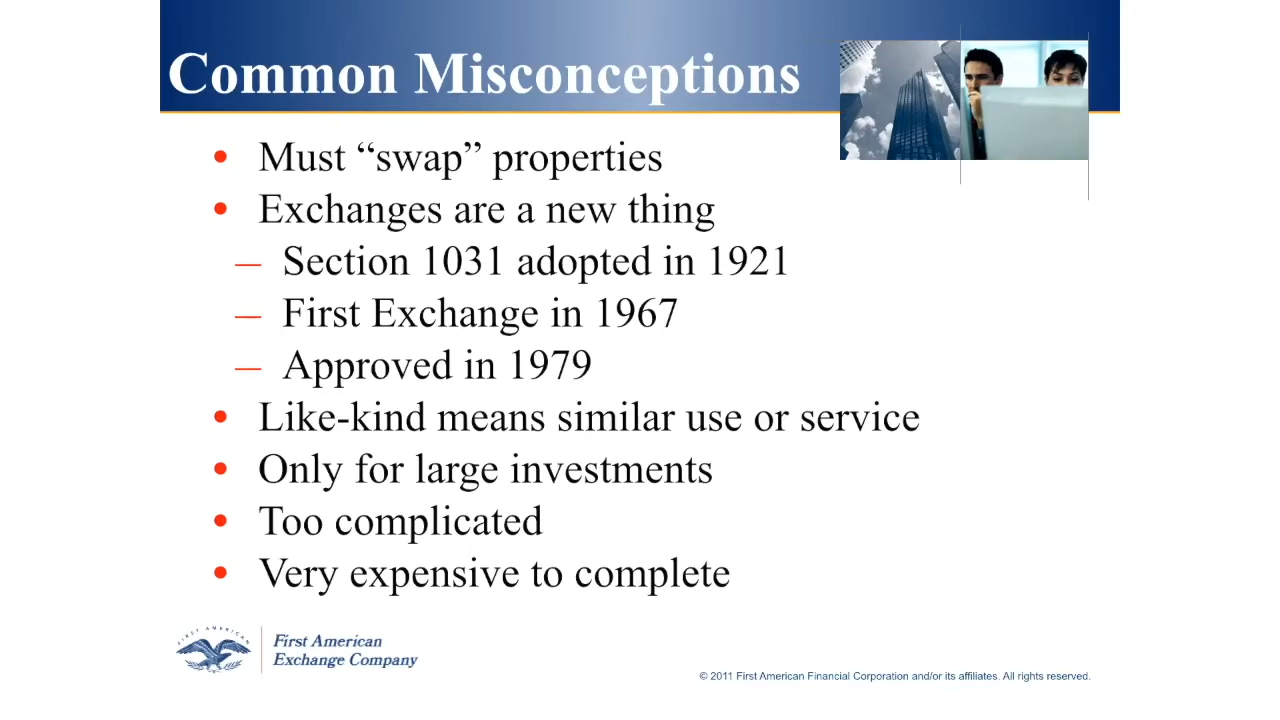 Common Misconceptions
• Must “swap” properties
• Exchanges are a new thing
— Section 1031 adopted in 1921
— First Exchange in 1967
— Approved in 1979
• Like-kind means similar use or service
• Only for large investments
• Too complicated
• Very expensive to complete
FIRST AMERICAN
First American
Exchange Company
© 2011 First American Financial Corporation and/or its affiliates. All rights reserved.